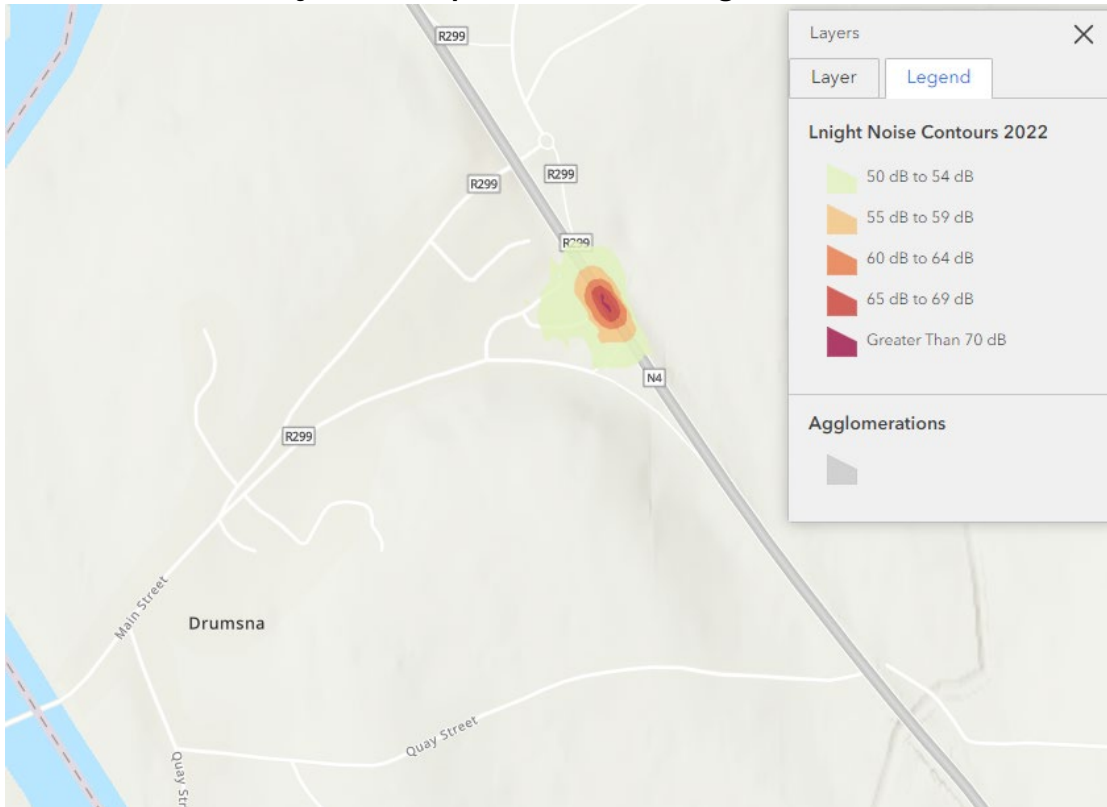 R299
R299
R299
R299
N4
R299
Main Street
Drumsna
Quay Street
Layers
Layer
Legend
Lnight Noise Contours 2022
50 dB to 54 dB
55 dB to 59 dB
60 dB to 64 dB
65 dB to 69 dB
Greater Than 70 dB
Agglomerations